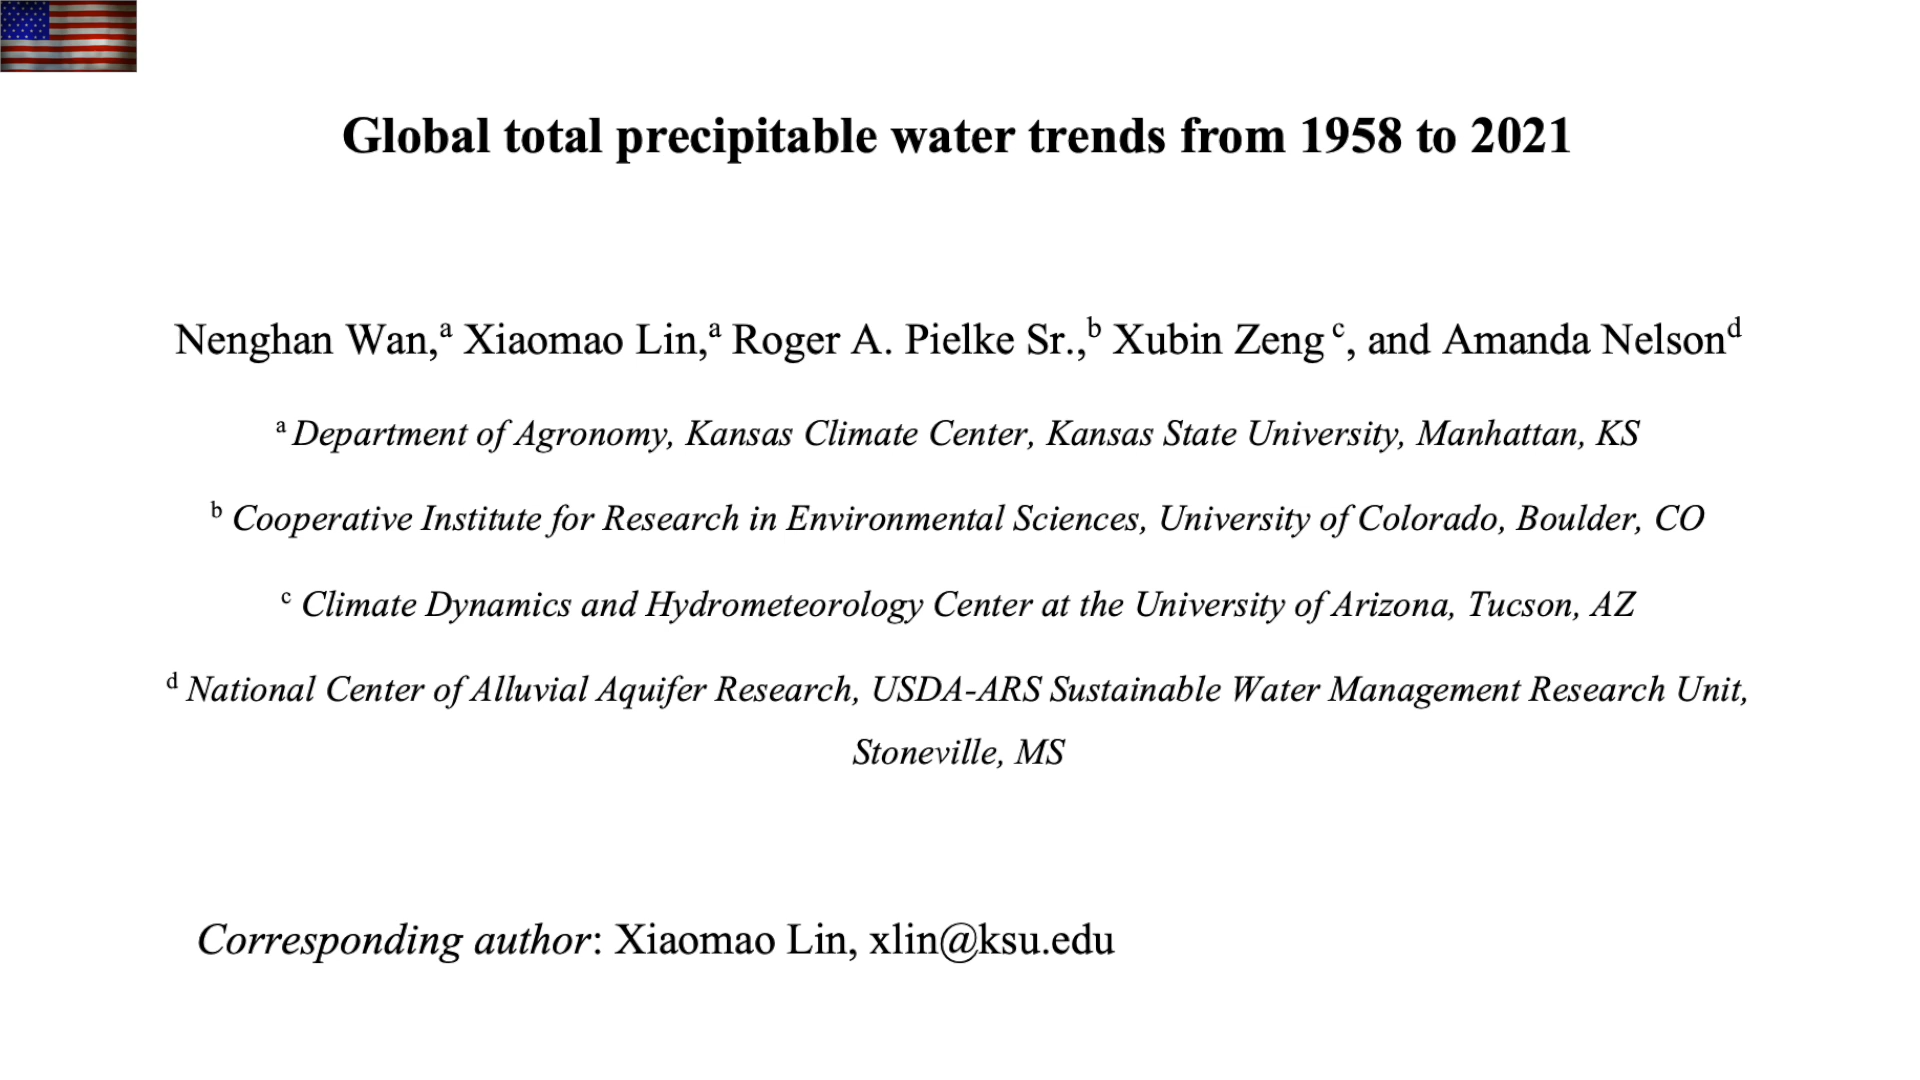 Global total precipitable water trends from 1958 to 2021
Nenghan Wan,ᵃ Xiaomao Lin,ᵃ Roger A. Pielke Sr.,ᵇ Xubin Zeng ᶜ, and Amanda Nelsonᵈ
ᵃ Department of Agronomy, Kansas Climate Center, Kansas State University, Manhattan, KS
ᵇ Cooperative Institute for Research in Environmental Sciences, University of Colorado, Boulder, CO
ᶜ Climate Dynamics and Hydrometeorology Center at the University of Arizona, Tucson, AZ
ᵈ National Center of Alluvial Aquifer Research, USDA-ARS Sustainable Water Management Research Unit,
Stoneville, MS
Corresponding author: Xiaomao Lin, xlin@ksu.edu